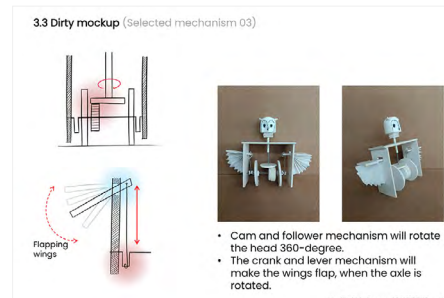 3.3 Dirty mockup (Selected mechanism 03)
Flapping
wings
• Cam and follower mechanism will rotate
the head 360-degree.
• The crank and lever mechanism will
make the wings flap, when the axle is
rotated.